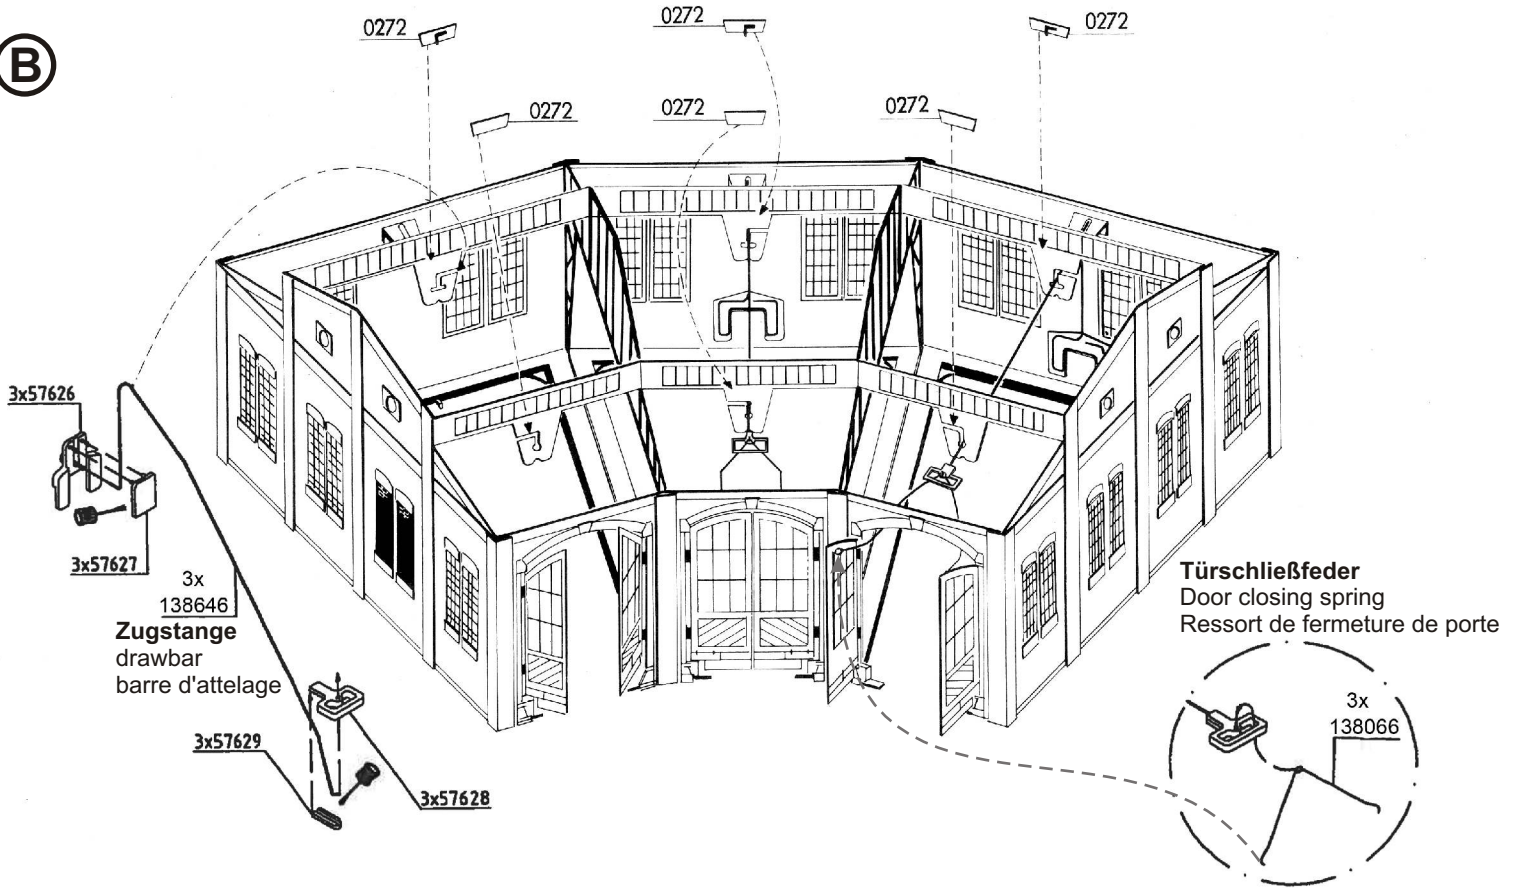 B
0272
0272
0272
0272
0272
0272
3x57626
3x57627
3x
138646
Zugstange
drawbar
barre d'attelage
3x57629
3x57628
Türschließfeder
Door closing spring
Ressort de fermeture de porte
3x
138066